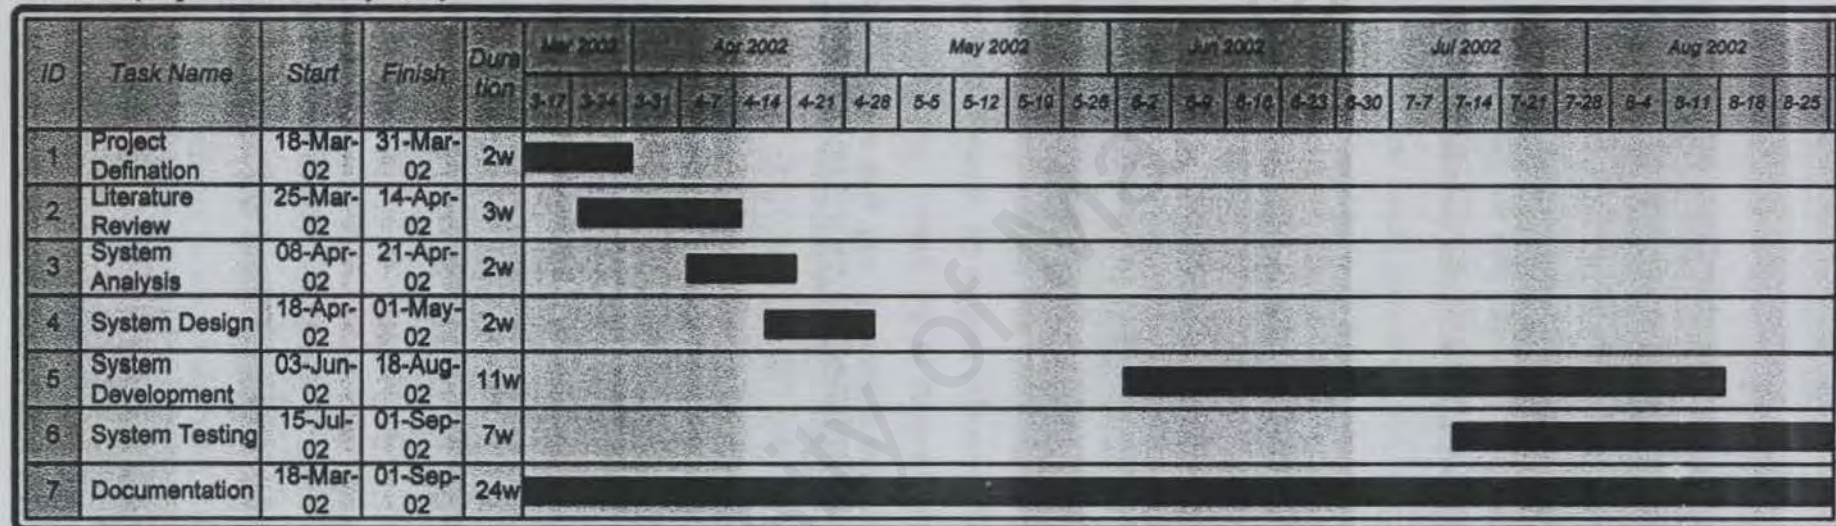 ID Task Name Start Finish Dura Mar 2002 Apr 2002 May 2002 Jun 2002 Jul 2002 Aug 2002
tion 3-17 3-24 3-31 4-7 4-14 4-21 4-28 5-5 5-12 5-19 5-26 6-2 6-9 6-16 6-23 6-30 7-7 7-14 7-21 7-28 8-4 8-11 8-18 8-25
1 Project 18-Mar- 31-Mar- 2w
Defination 02 02
2 Literature 25-Mar- 14-Apr- 3w
Review 02 02
3 System 08-Apr- 21-Apr- 2w
Analysis 02 02
4 System Design 18-Apr- 01-May- 2w
02 02
5 System 03-Jun- 18-Aug- 11w
Development 02 02
6 System Testing 15-Jul- 01-Sep- 7w
02 02
7 Documentation 18-Mar- 01-Sep- 24w
02 02